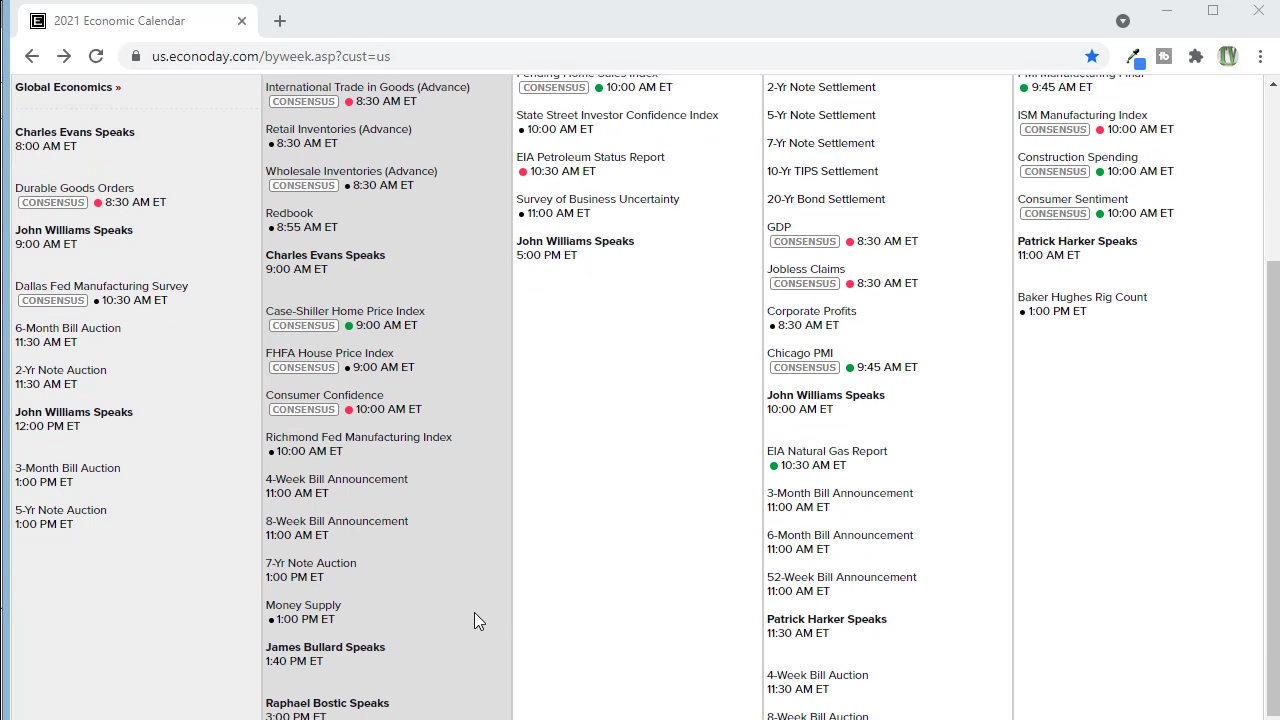 2021 Economic Calendar
us.econoday.com/byweek.asp?cust=us
Global Economics »
Charles Evans Speaks
8:00 AM ET
Durable Goods Orders
CONSENSUS 8:30 AM ET
John Williams Speaks
9:00 AM ET
Dallas Fed Manufacturing Survey
CONSENSUS 10:30 AM ET
6-Month Bill Auction
11:30 AM ET
2-Yr Note Auction
11:30 AM ET
John Williams Speaks
12:00 PM ET
3-Month Bill Auction
1:00 PM ET
5-Yr Note Auction
1:00 PM ET
International Trade in Goods (Advance)
CONSENSUS 8:30 AM ET
Retail Inventories (Advance)
8:30 AM ET
Wholesale Inventories (Advance)
CONSENSUS 8:30 AM ET
Redbook
8:55 AM ET
Charles Evans Speaks
9:00 AM ET
Case-Shiller Home Price Index
CONSENSUS 9:00 AM ET
FHFA House Price Index
CONSENSUS 9:00 AM ET
Consumer Confidence
CONSENSUS 10:00 AM ET
Richmond Fed Manufacturing Index
10:00 AM ET
4-Week Bill Announcement
11:00 AM ET
8-Week Bill Announcement
11:00 AM ET
7-Yr Note Auction
1:00 PM ET
Money Supply
1:00 PM ET
James Bullard Speaks
1:40 PM ET
Raphael Bostic Speaks
3:00 PM ET
Pending Home Sales Index
CONSENSUS 10:00 AM ET
State Street Investor Confidence Index
10:00 AM ET
EIA Petroleum Status Report
10:30 AM ET
Survey of Business Uncertainty
11:00 AM ET
John Williams Speaks
5:00 PM ET
2-Yr Note Settlement
5-Yr Note Settlement
7-Yr Note Settlement
10-Yr TIPS Settlement
20-Yr Bond Settlement
GDP
CONSENSUS 8:30 AM ET
Jobless Claims
CONSENSUS 8:30 AM ET
Corporate Profits
8:30 AM ET
Chicago PMI
CONSENSUS 9:45 AM ET
John Williams Speaks
10:00 AM ET
EIA Natural Gas Report
10:30 AM ET
3-Month Bill Announcement
11:00 AM ET
6-Month Bill Announcement
11:00 AM ET
52-Week Bill Announcement
11:00 AM ET
Patrick Harker Speaks
11:30 AM ET
4-Week Bill Auction
11:30 AM ET
8-Week Bill Auction
PMI Manufacturing Final
9:45 AM ET
ISM Manufacturing Index
CONSENSUS 10:00 AM ET
Construction Spending
CONSENSUS 10:00 AM ET
Consumer Sentiment
CONSENSUS 10:00 AM ET
Patrick Harker Speaks
11:00 AM ET
Baker Hughes Rig Count
1:00 PM ET